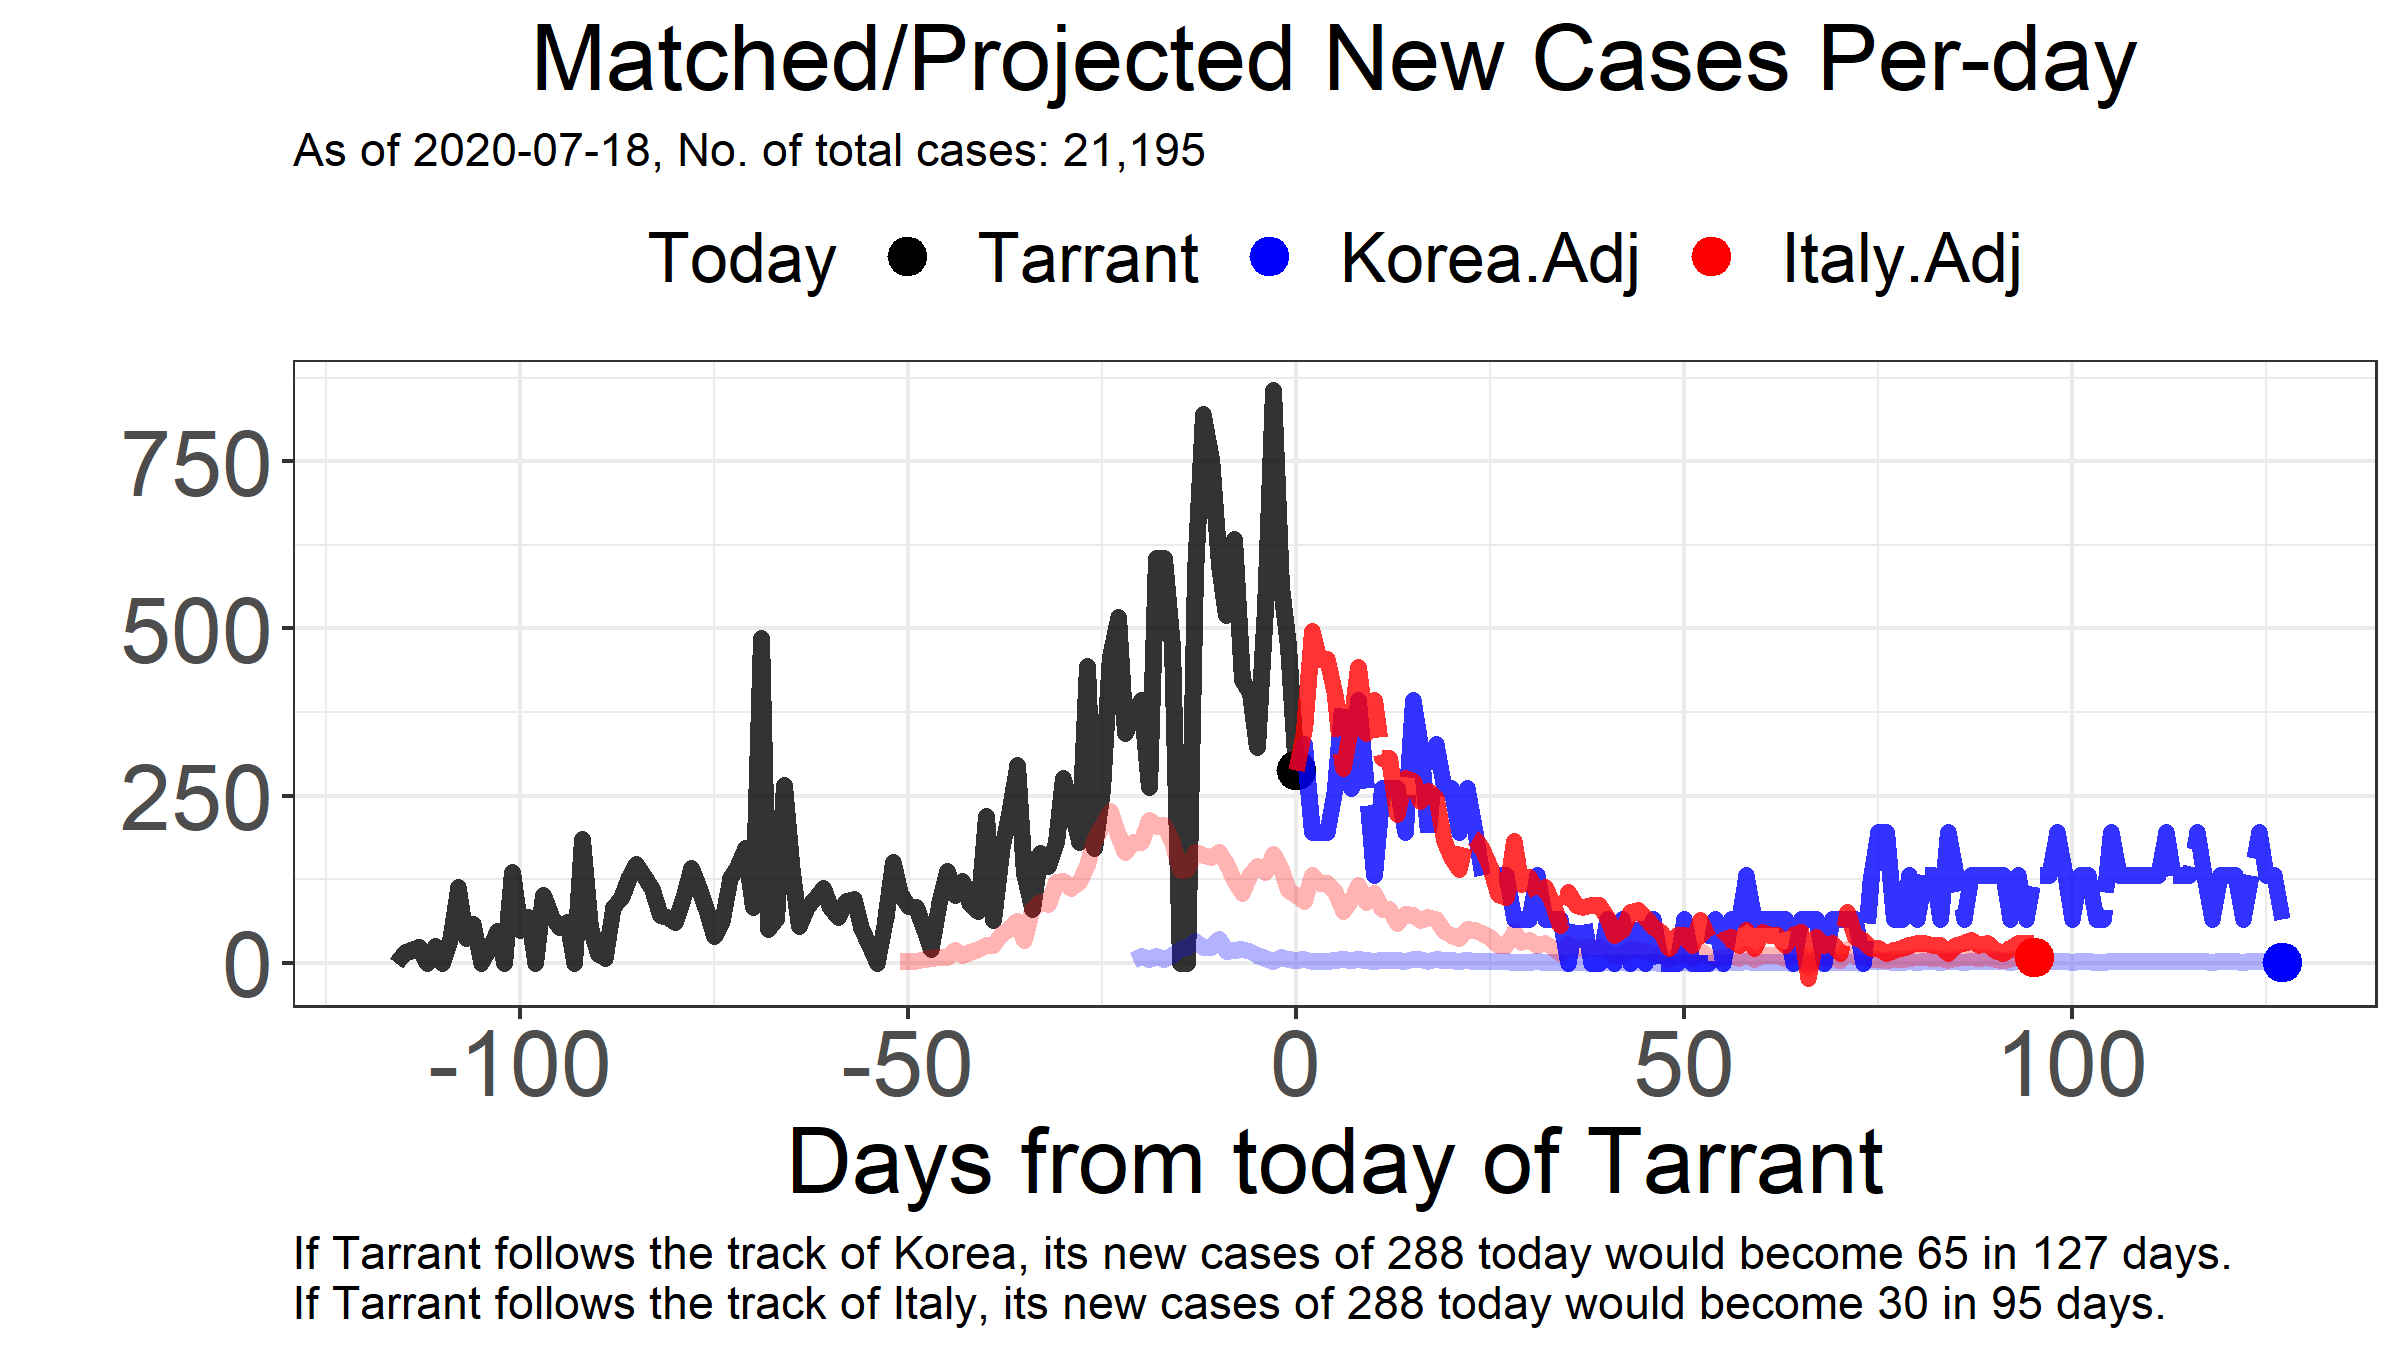 Matched/Projected New Cases Per-day
As of 2020-07-18, No. of total cases: 21,195
Today Tarrant Korea.Adj Italy.Adj
750
500
250
0
-100 -50 0 50 100
Days from today of Tarrant
If Tarrant follows the track of Korea, its new cases of 288 today would become 65 in 127 days.
If Tarrant follows the track of Italy, its new cases of 288 today would become 30 in 95 days.